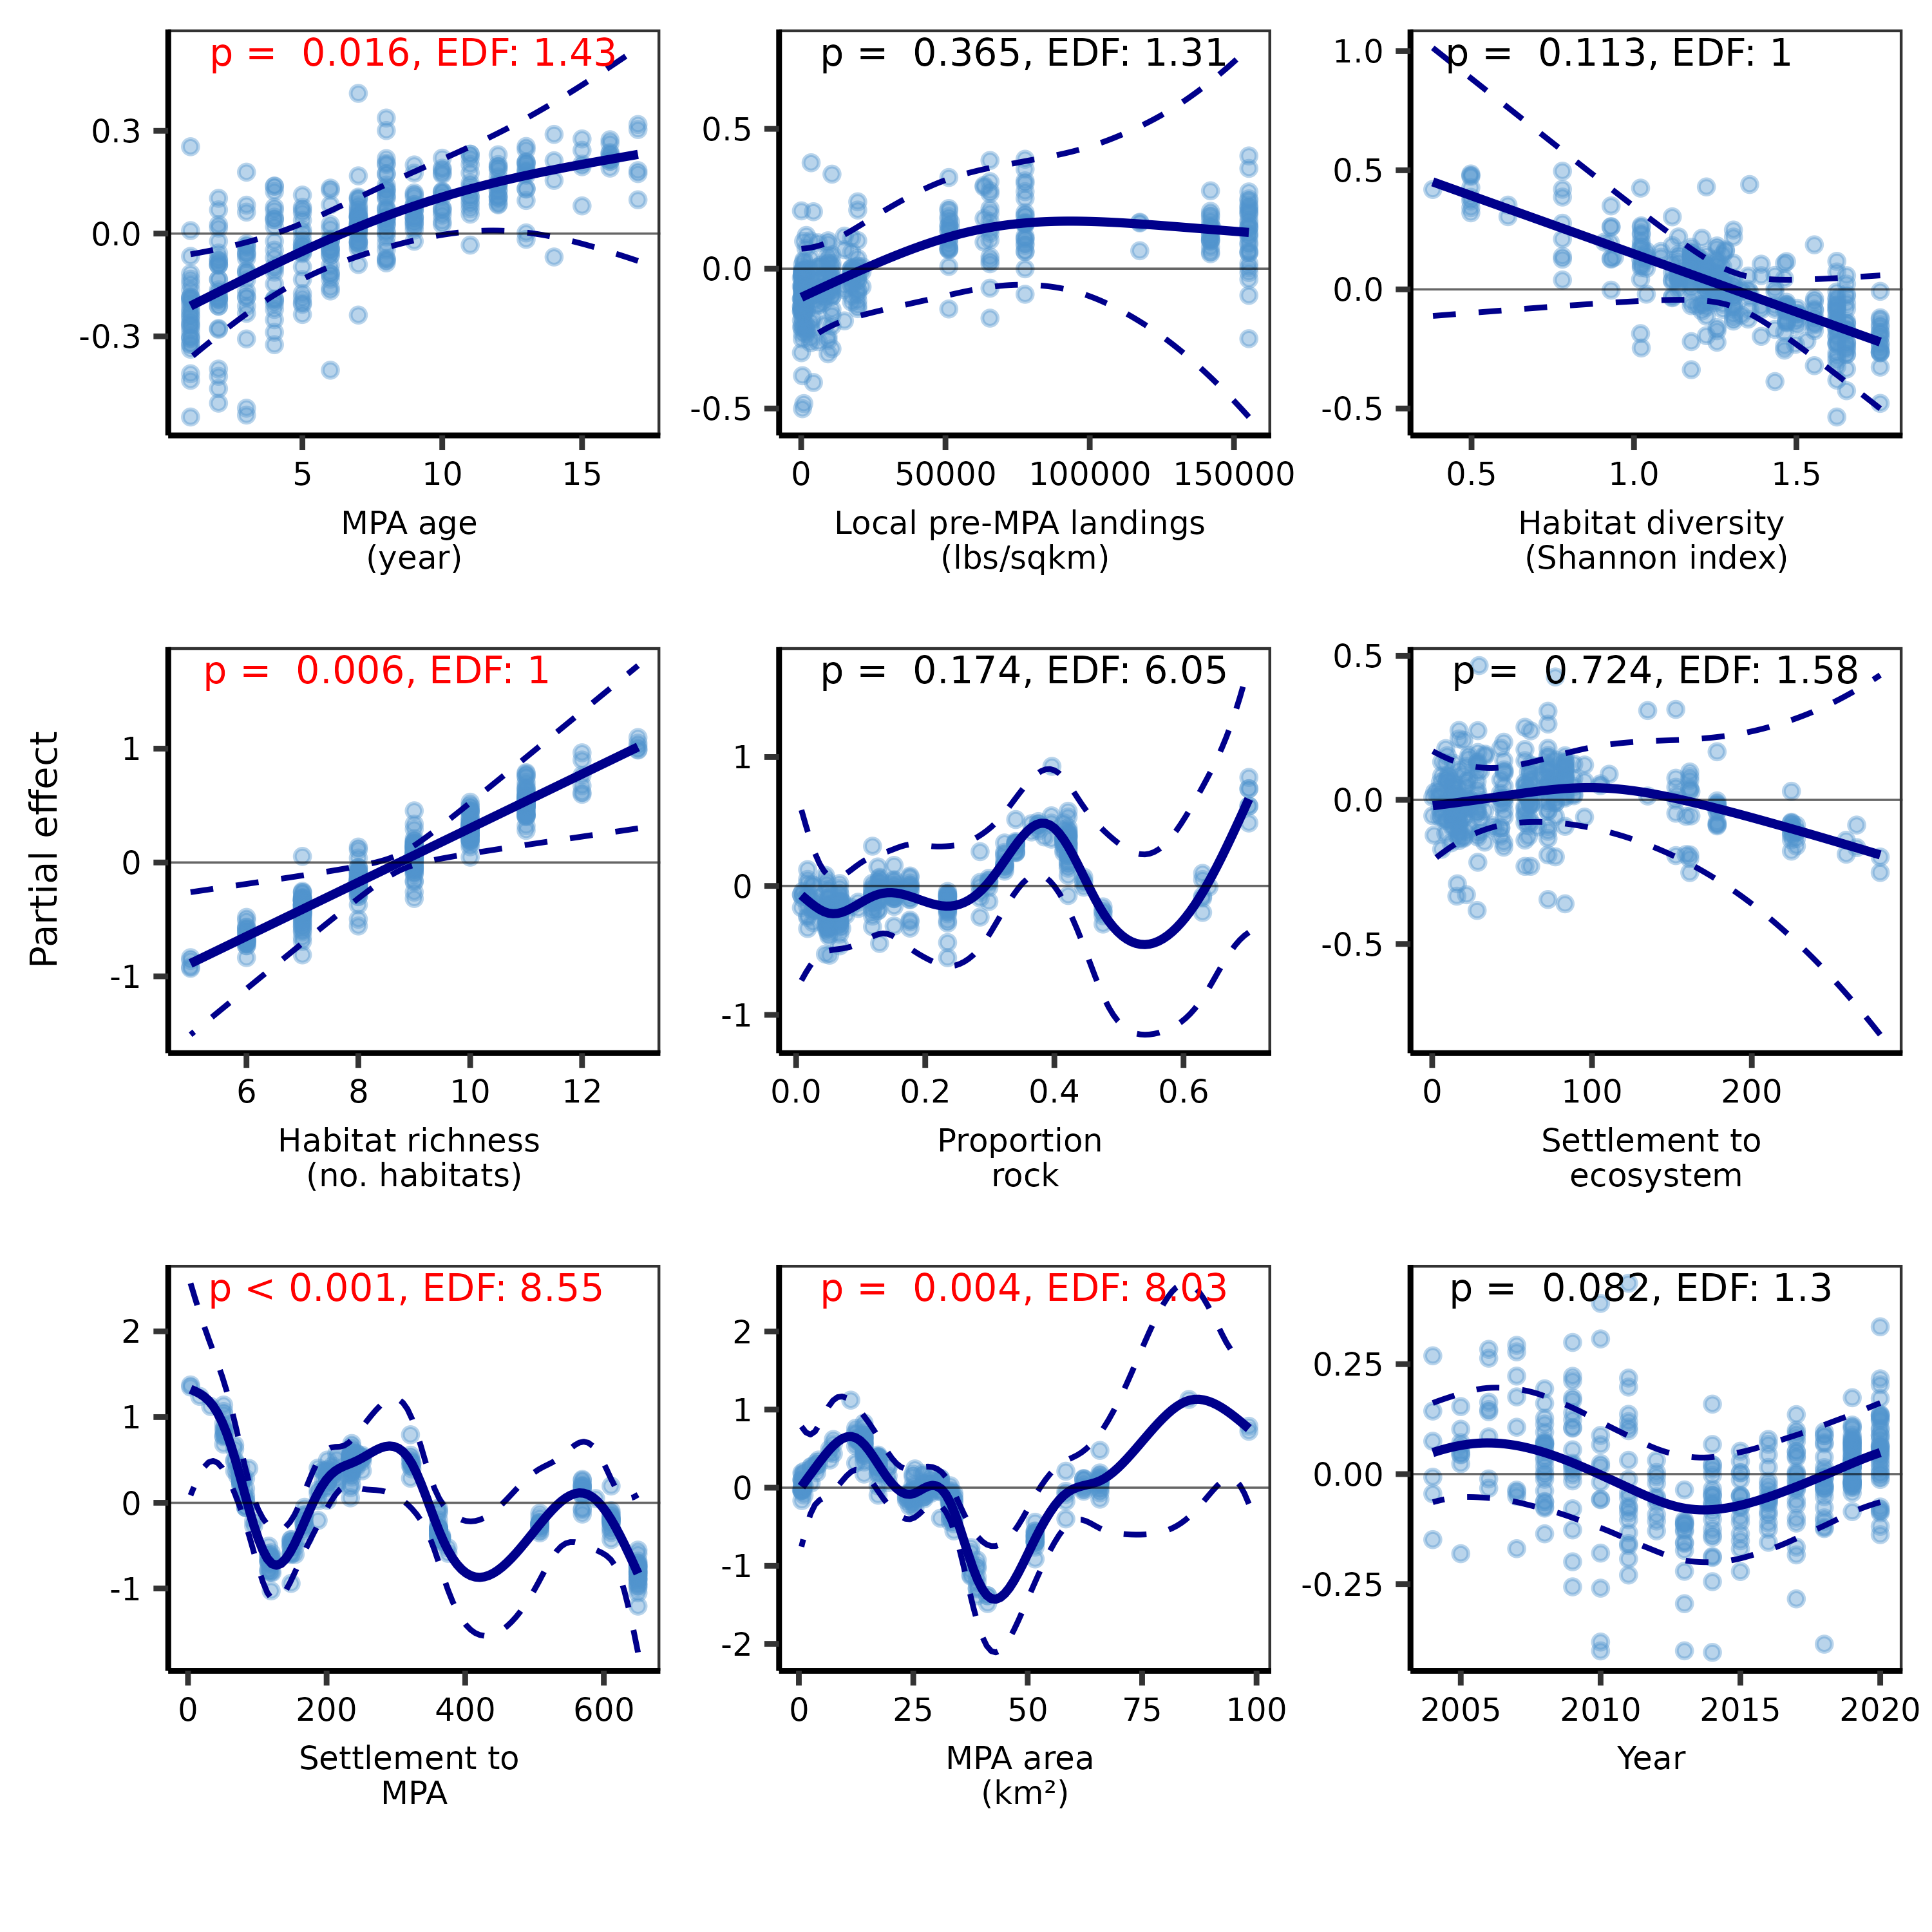 p =  0.016, EDF: 1.43
0.3
0.0
-0.3
5 10 15
MPA age
(year)
p =  0.365, EDF: 1.31
0.5
0.0
-0.5
0 50000 100000 150000
Local pre-MPA landings
(lbs/sqkm)
p =  0.113, EDF: 1
1.0
0.5
0.0
-0.5
0.5 1.0 1.5
Habitat diversity
(Shannon index)
Partial effect
p =  0.006, EDF: 1
1
0
-1
6 8 10 12
Habitat richness
(no. habitats)
p =  0.174, EDF: 6.05
1
0
-1
0.0 0.2 0.4 0.6
Proportion
rock
p =  0.724, EDF: 1.58
0.5
0.0
-0.5
0 100 200
Settlement to
ecosystem
p < 0.001, EDF: 8.55
2
1
0
-1
0 200 400 600
Settlement to
MPA
p =  0.004, EDF: 8.03
2
1
0
-1
-2
0 25 50 75 100
MPA area
(km²)
p =  0.082, EDF: 1.3
0.25
0.00
-0.25
2005 2010 2015 2020
Year